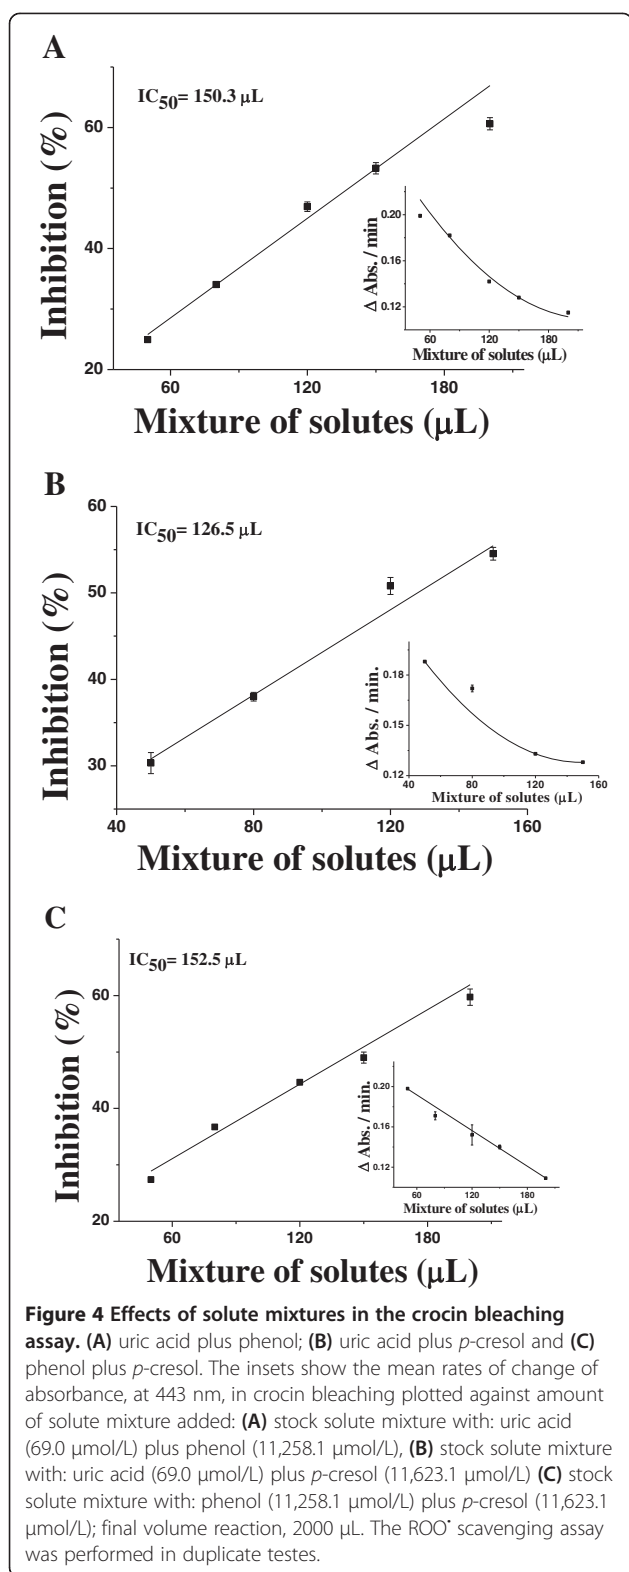 A
IC50= 150.3 μL
Inhibition (%)
60
40
20
60
120
180
Mixture of solutes (μL)
Δ Abs. / min
0.20
0.16
0.12
60
120
180
Mixture of solutes (μL)
B
IC50= 126.5 μL
Inhibition (%)
60
50
40
30
40
80
120
160
Mixture of solutes (μL)
Δ Abs. / min.
0.18
0.15
0.12
40
80
120
160
Mixture of solutes (μL)
C
IC50= 152.5 μL
Inhibition (%)
60
40
20
60
120
180
Mixture of solutes (μL)
Δ Abs. / min.
0.20
0.16
0.12
60
120
180
Mixture of solutes (μL)
Figure 4 Effects of solute mixtures in the crocin bleaching
assay. (A) uric acid plus phenol; (B) uric acid plus p-cresol and (C)
phenol plus p-cresol. The insets show the mean rates of change of
absorbance, at 443 nm, in crocin bleaching plotted against amount
of solute mixture added: (A) stock solute mixture with: uric acid
(69.0 μmol/L) plus phenol (11,258.1 μmol/L), (B) stock solute mixture
with: uric acid (69.0 μmol/L) plus p-cresol (11,623.1 μmol/L) (C) stock
solute mixture with: phenol (11,258.1 μmol/L) plus p-cresol (11,623.1
μmol/L); final volume reaction, 2000 μL. The ROO˙ scavenging assay
was performed in duplicate testes.